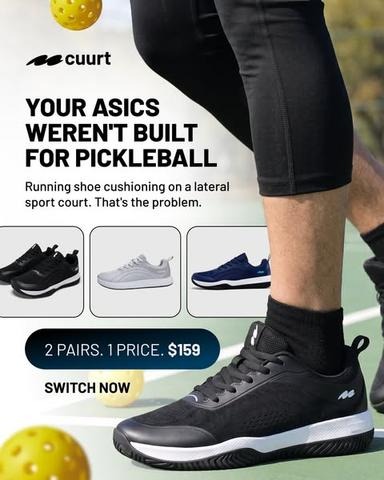 cuurt
YOUR ASICS
WEREN'T BUILT
FOR PICKLEBALL
Running shoe cushioning on a lateral
sport court. That's the problem.
2 PAIRS. 1 PRICE. $159
SWITCH NOW